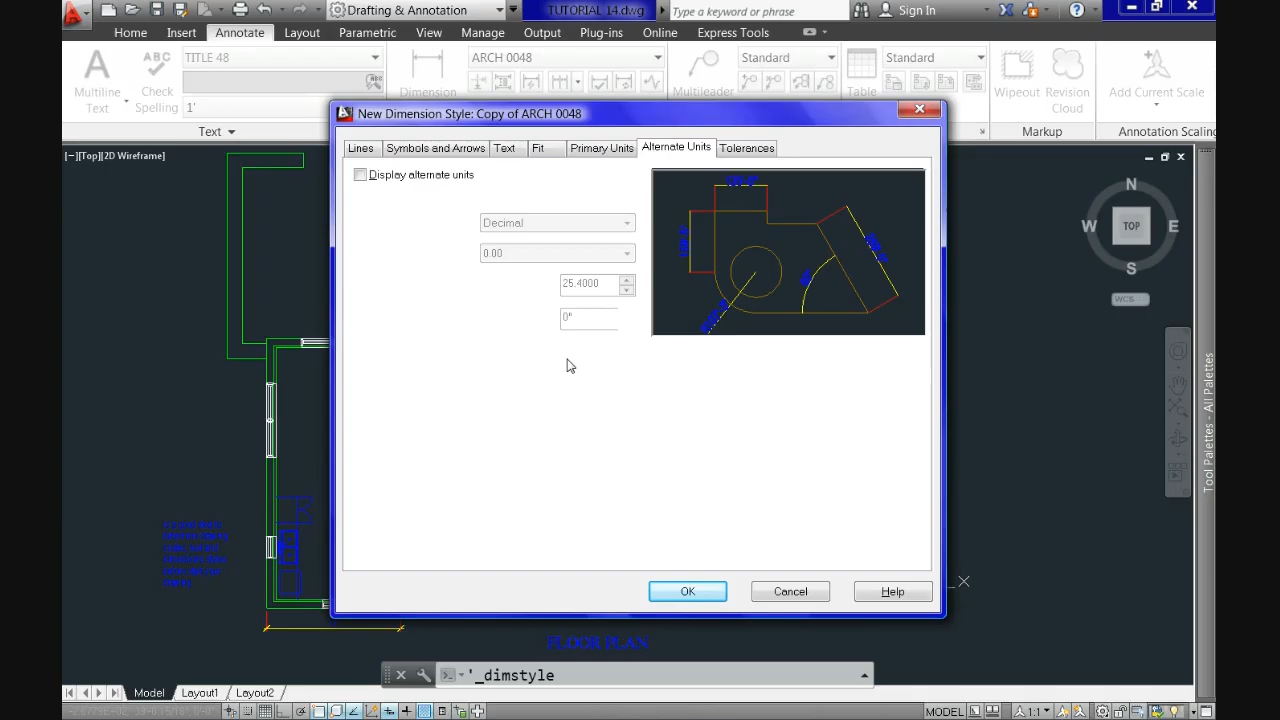 Drafting & Annotation
TUTORIAL 14.dwg
Type a keyword or phrase
Sign In
Home
Insert
Annotate
Layout
Parametric
View
Manage
Output
Plug-ins
Online
Express Tools
A
ABC
TITLE 48
ARCH 0048
Standard
Standard
Multiline
Text
Check
Spelling
1'
Dimension
Multileader
Table
Wipeout
Revision
Cloud
Add Current Scale
Text
Markup
Annotation Scaling
New Dimension Style: Copy of ARCH 0048
[−][Top][2D Wireframe]
Lines
Symbols and Arrows
Text
Fit
Primary Units
Alternate Units
Tolerances
Display alternate units
Decimal
0.00
25.4000
0"
OK
Cancel
Help
N
W
TOP
E
S
WCS
Tool Palettes - All Palettes
FLOOR PLAN
'_dimstyle
Model
Layout1
Layout2
MODEL
1:1